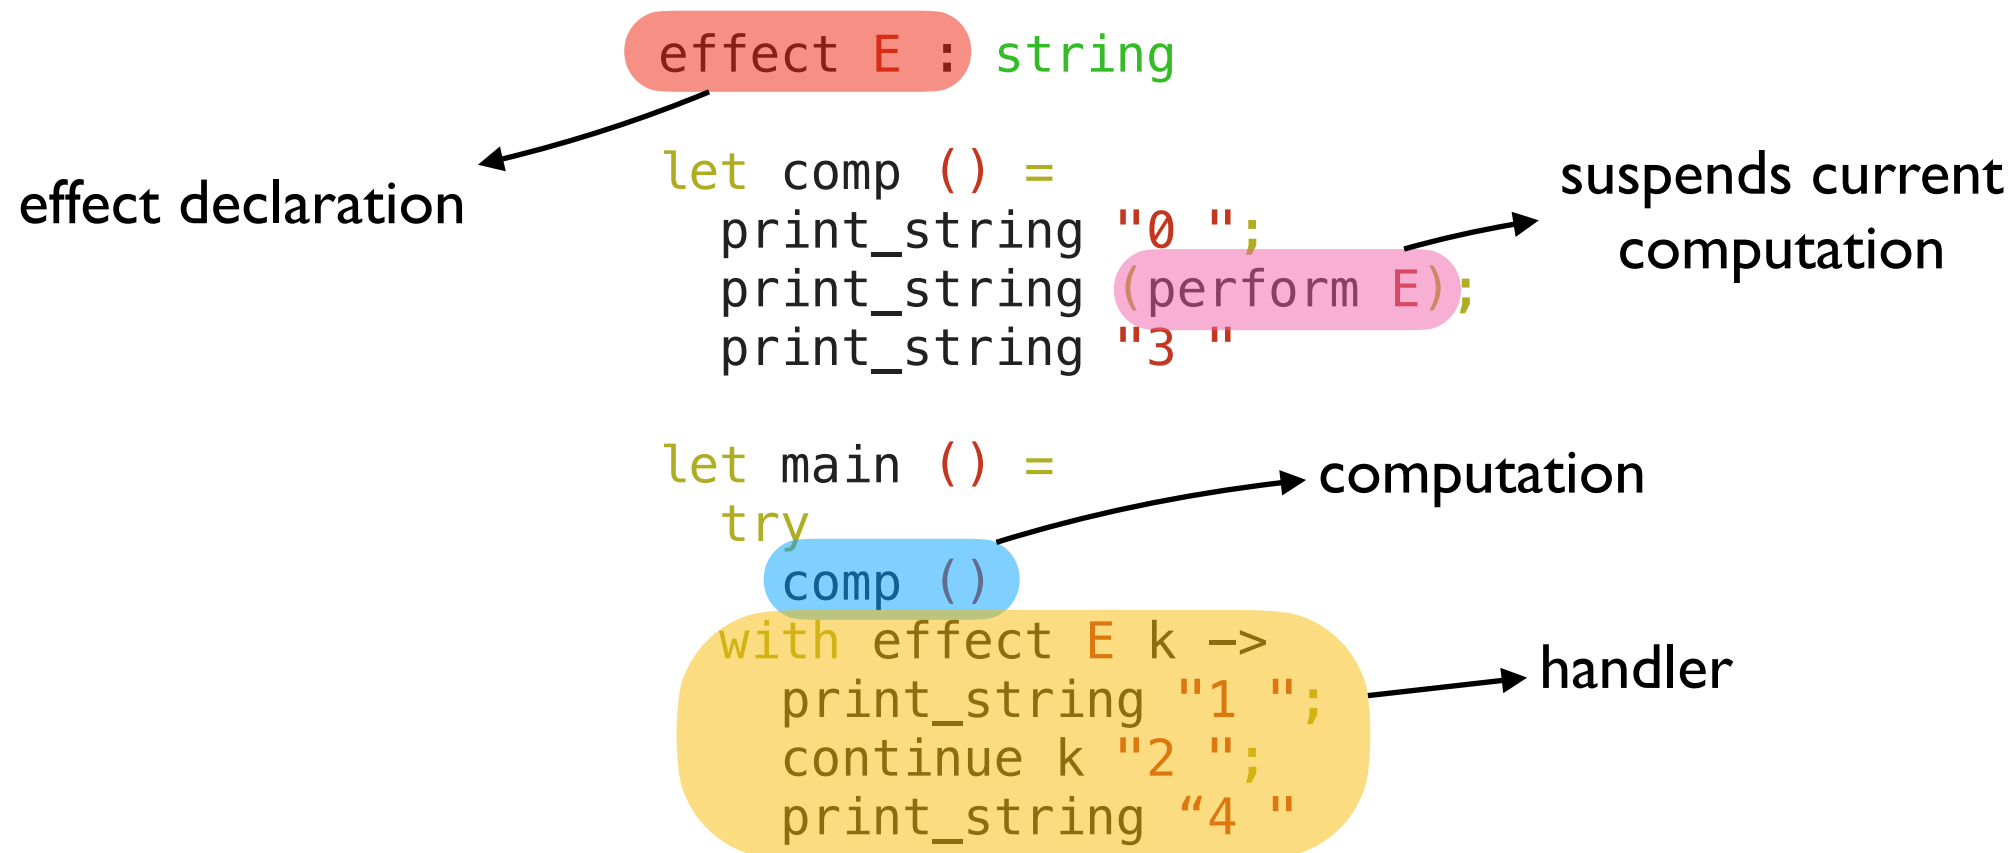 effect E : string
effect declaration
let comp () =
print_string "0 ";
print_string (perform E);
print_string "3 "
suspends current
computation
let main () =
try
comp ()
computation
with effect E k ->
print_string "1 ";
continue k "2 ";
print_string “4 "
handler